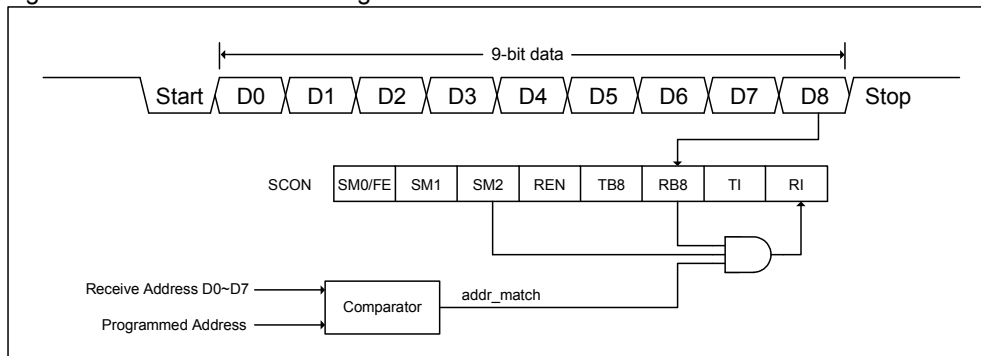 9-bit data
Start D0 D1 D2 D3 D4 D5 D6 D7 D8 Stop
SCON SM0/FE SM1 SM2 REN TB8 RB8 TI RI
Receive Address D0~D7
Comparator
addr_match
Programmed Address